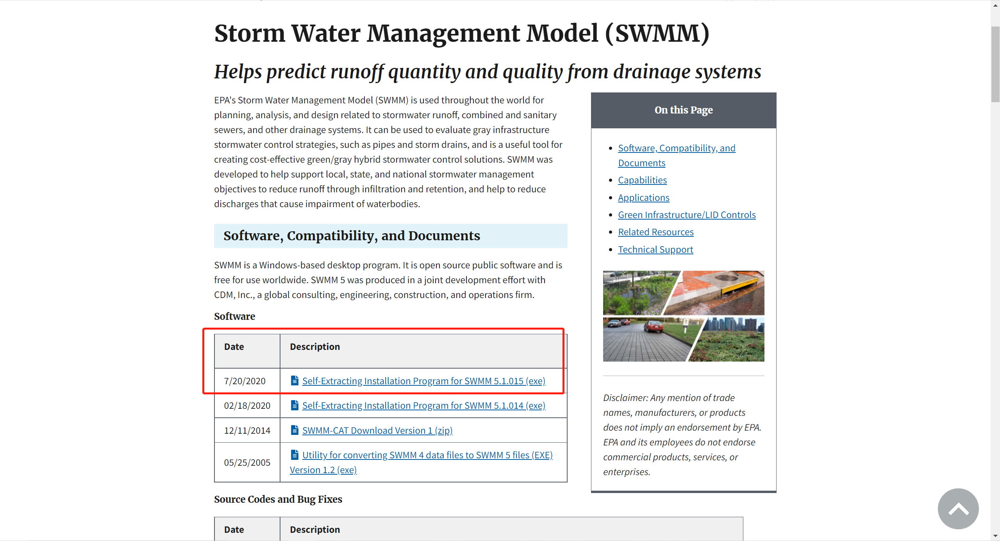 Storm Water Management Model (SWMM)
Helps predict runoff quantity and quality from drainage systems
EPA's Storm Water Management Model (SWMM) is used throughout the world for
planning, analysis, and design related to stormwater runoff, combined and sanitary
sewers, and other drainage systems. It can be used to evaluate gray infrastructure
stormwater control strategies, such as pipes and storm drains, and is a useful tool for
creating cost-effective green/gray hybrid stormwater control solutions. SWMM was
developed to help support local, state, and national stormwater management
objectives to reduce runoff through infiltration and retention, and help to reduce
discharges that cause impairment of waterbodies.
Software, Compatibility, and Documents
SWMM is a Windows-based desktop program. It is open source public software and is
free for use worldwide. SWMM 5 was produced in a joint development effort with
CDM, Inc., a global consulting, engineering, construction, and operations firm.
Software
Date Description
7/20/2020 Self-Extracting Installation Program for SWMM 5.1.015 (exe)
02/18/2020 Self-Extracting Installation Program for SWMM 5.1.014 (exe)
12/11/2014 SWMM-CAT Download Version 1 (zip)
05/25/2005 Utility for converting SWMM 4 data files to SWMM 5 files (EXE)
Version 1.2 (exe)
Source Codes and Bug Fixes
Date Description
On this Page
Software, Compatibility, and
Documents
Capabilities
Applications
Green Infrastructure/LID Controls
Related Resources
Technical Support
Disclaimer: Any mention of trade
names, manufacturers, or products
does not imply an endorsement by EPA.
EPA and its employees do not endorse
commercial products, services, or
enterprises.